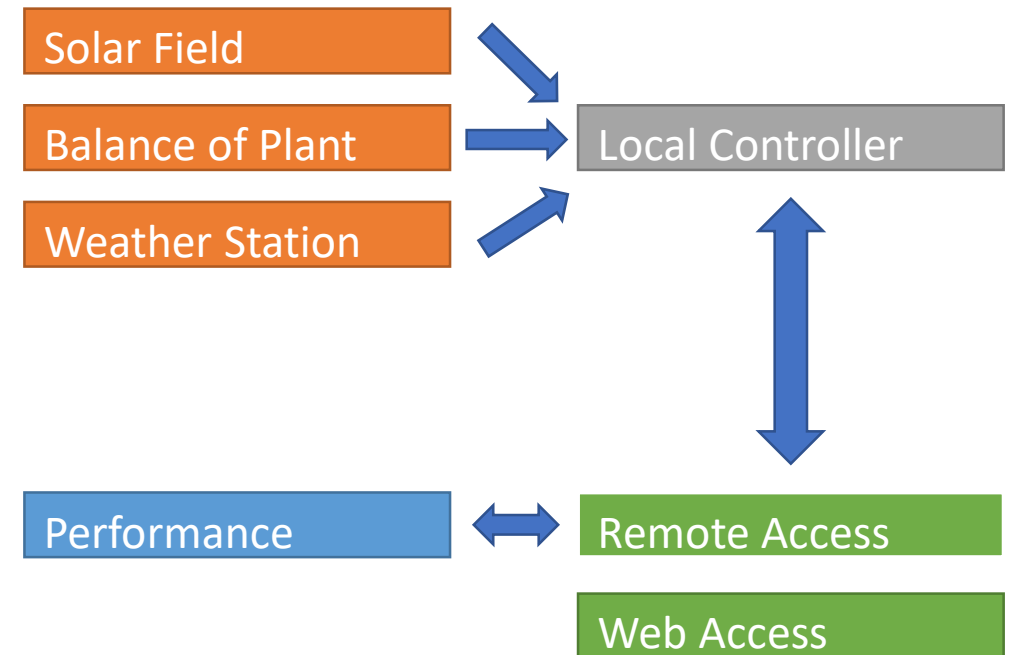 Solar Field
Balance of Plant
Local Controller
Weather Station
Performance
Remote Access
Web Access